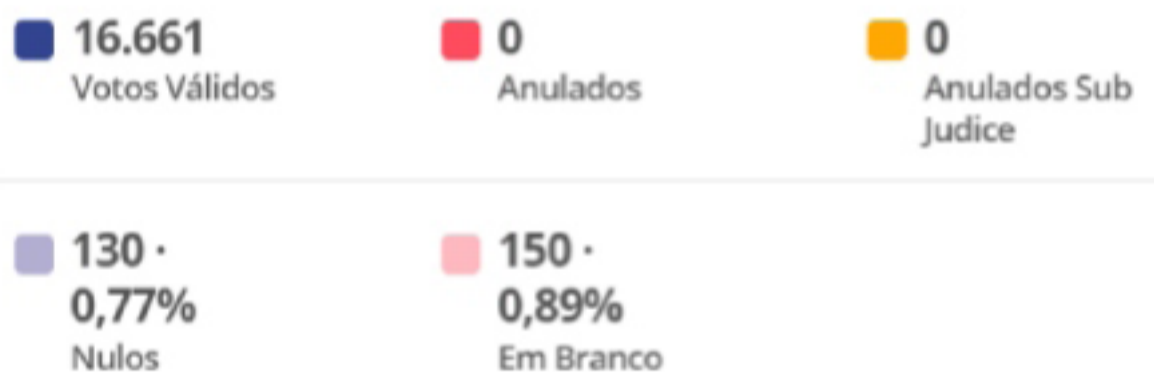 16.661
Votos Válidos
0
Anulados
0
Anulados Sub
Judice
130 ·
0,77%
Nulos
150 ·
0,89%
Em Branco